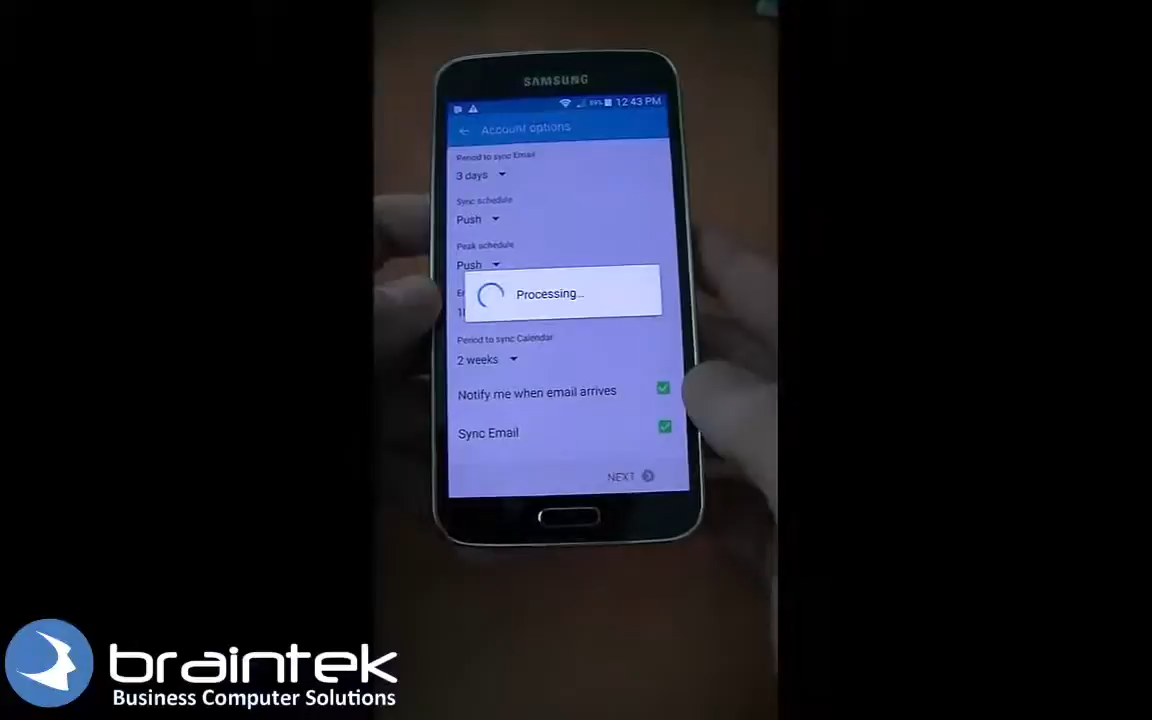 SAMSUNG
12:43 PM
Account options
Period to sync Email
3 days
Sync schedule
Push
Peak schedule
Push
Processing...
Period to sync Calendar
2 weeks
Notify me when email arrives
Sync Email
NEXT
braintek
Business Computer Solutions